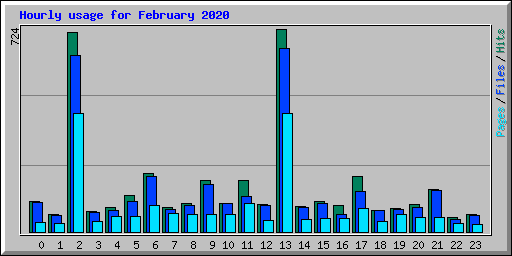 Hourly usage for February 2020
724
Pages / Files / Hits
0 1 2 3 4 5 6 7 8 9 10 11 12 13 14 15 16 17 18 19 20 21 22 23